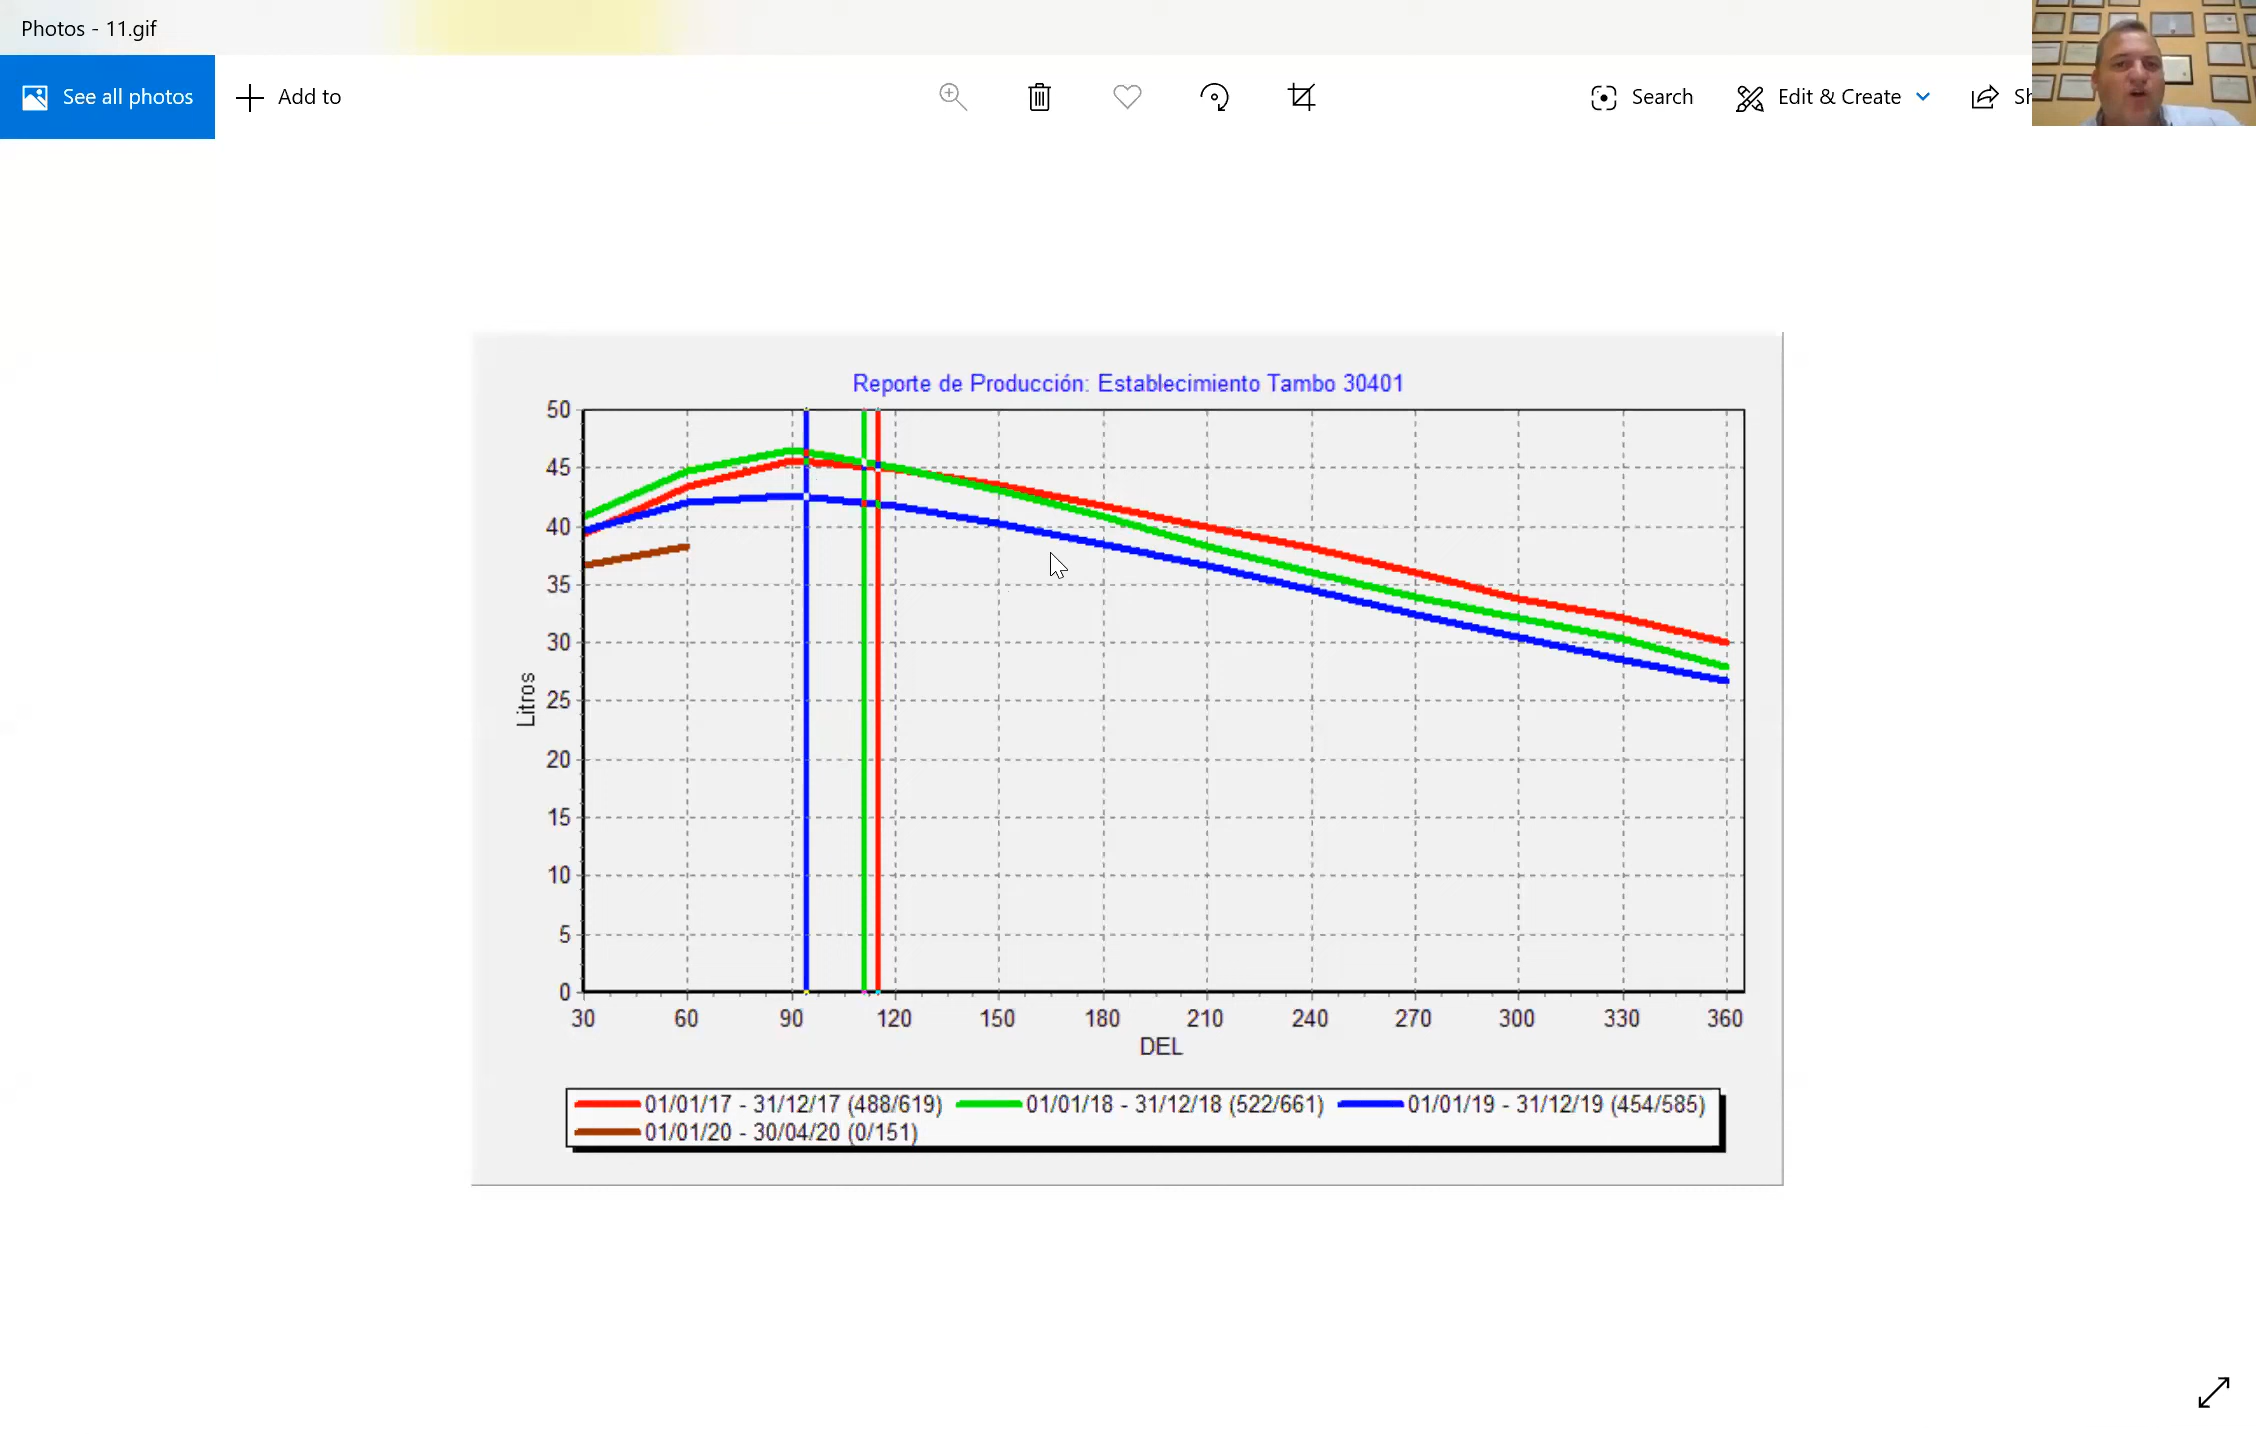 Photos - 11.gif
See all photos
Add to
Search
Edit & Create
Reporte de Producción: Establecimiento Tambo 30401
50
45
40
35
30
25
20
15
10
5
0
Litros
30 60 90 120 150 180 210 240 270 300 330 360
DEL
01/01/17 - 31/12/17 (488/619) 01/01/18 - 31/12/18 (522/661) 01/01/19 - 31/12/19 (454/585)
01/01/20 - 30/04/20 (0/151)